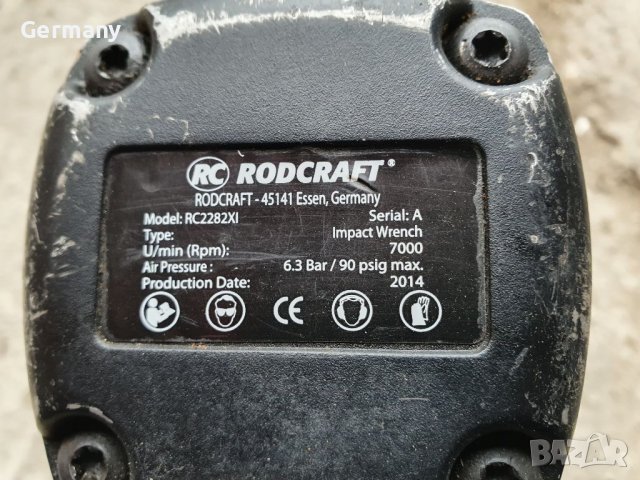 Germany
Germany
RC RODCRAFT®
RODCRAFT - 45141 Essen, Germany
Model: RC2282XI Serial: A
Type: Impact Wrench
U/min (Rpm): 7000
Air Pressure : 6.3 Bar / 90 psig max.
Production Date: 2014
CE
BAZAR